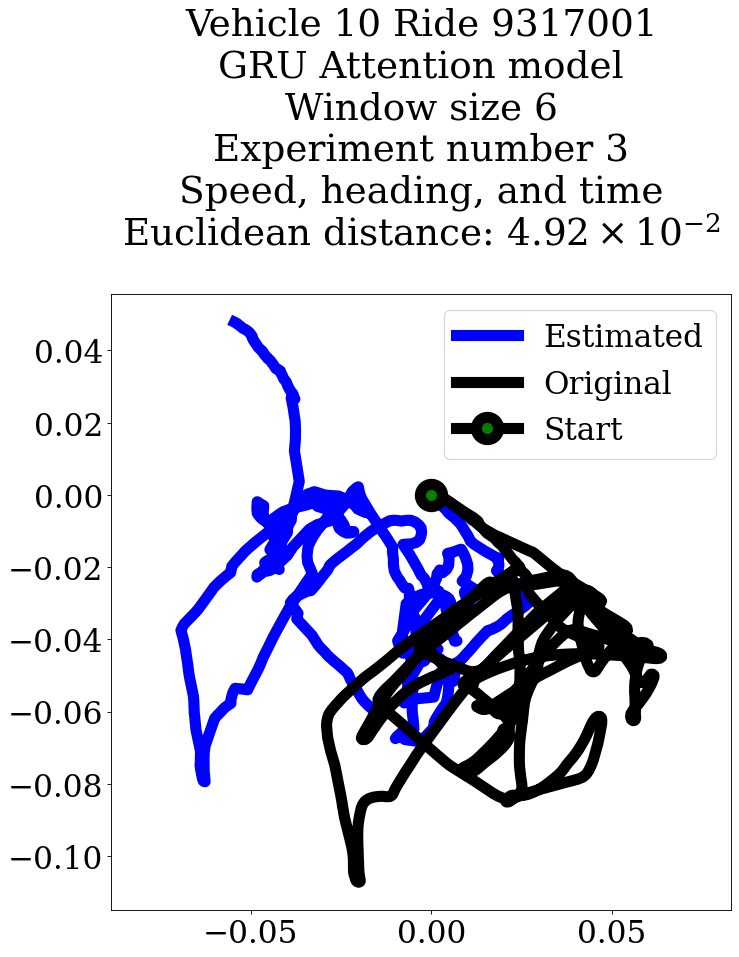 Vehicle 10 Ride 9317001
GRU Attention model
Window size 6
Experiment number 3
Speed, heading, and time
Euclidean distance: 4.92 × 10⁻²
Estimated
Original
Start
0.04
0.02
0.00
−0.02
−0.04
−0.06
−0.08
−0.10
−0.05
0.00
0.05